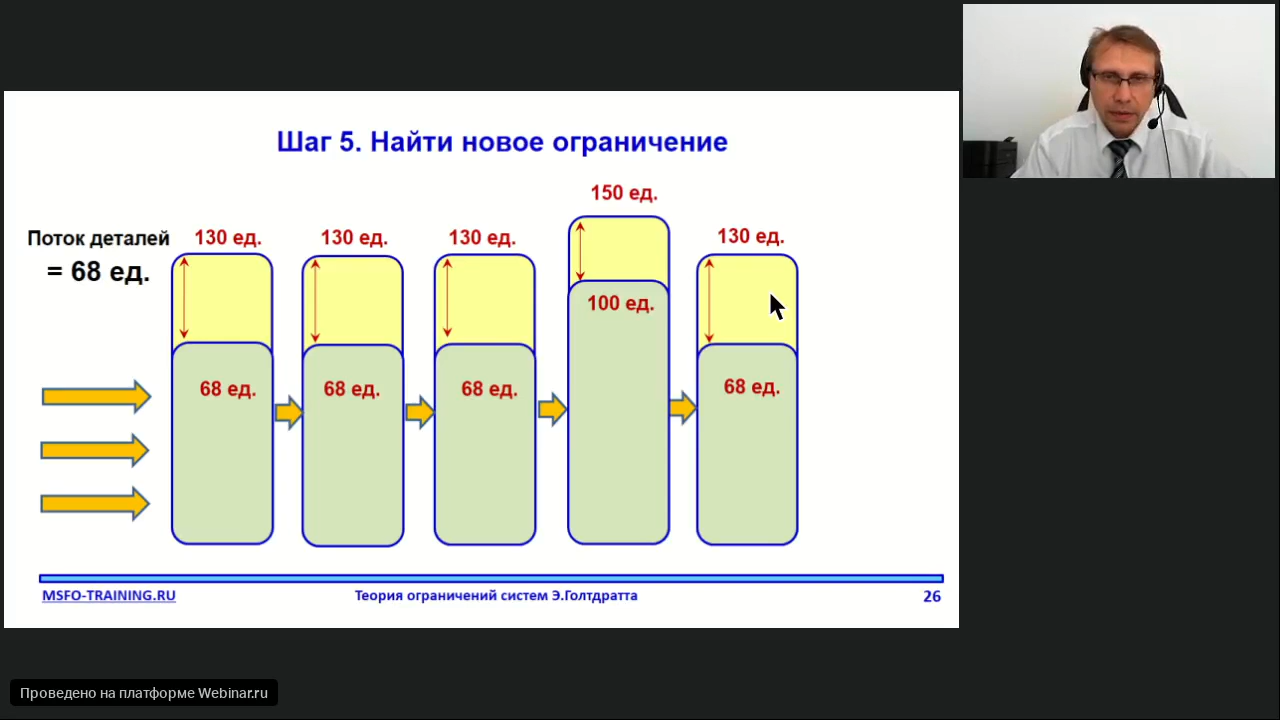 Шаг 5. Найти новое ограничение
150 ед.
Поток деталей
= 68 ед.
130 ед.
130 ед.
130 ед.
130 ед.
100 ед.
68 ед.
68 ед.
68 ед.
68 ед.
MSFO-TRAINING.RU
Теория ограничений систем Э.Голтдратта
26
Проведено на платформе Webinar.ru